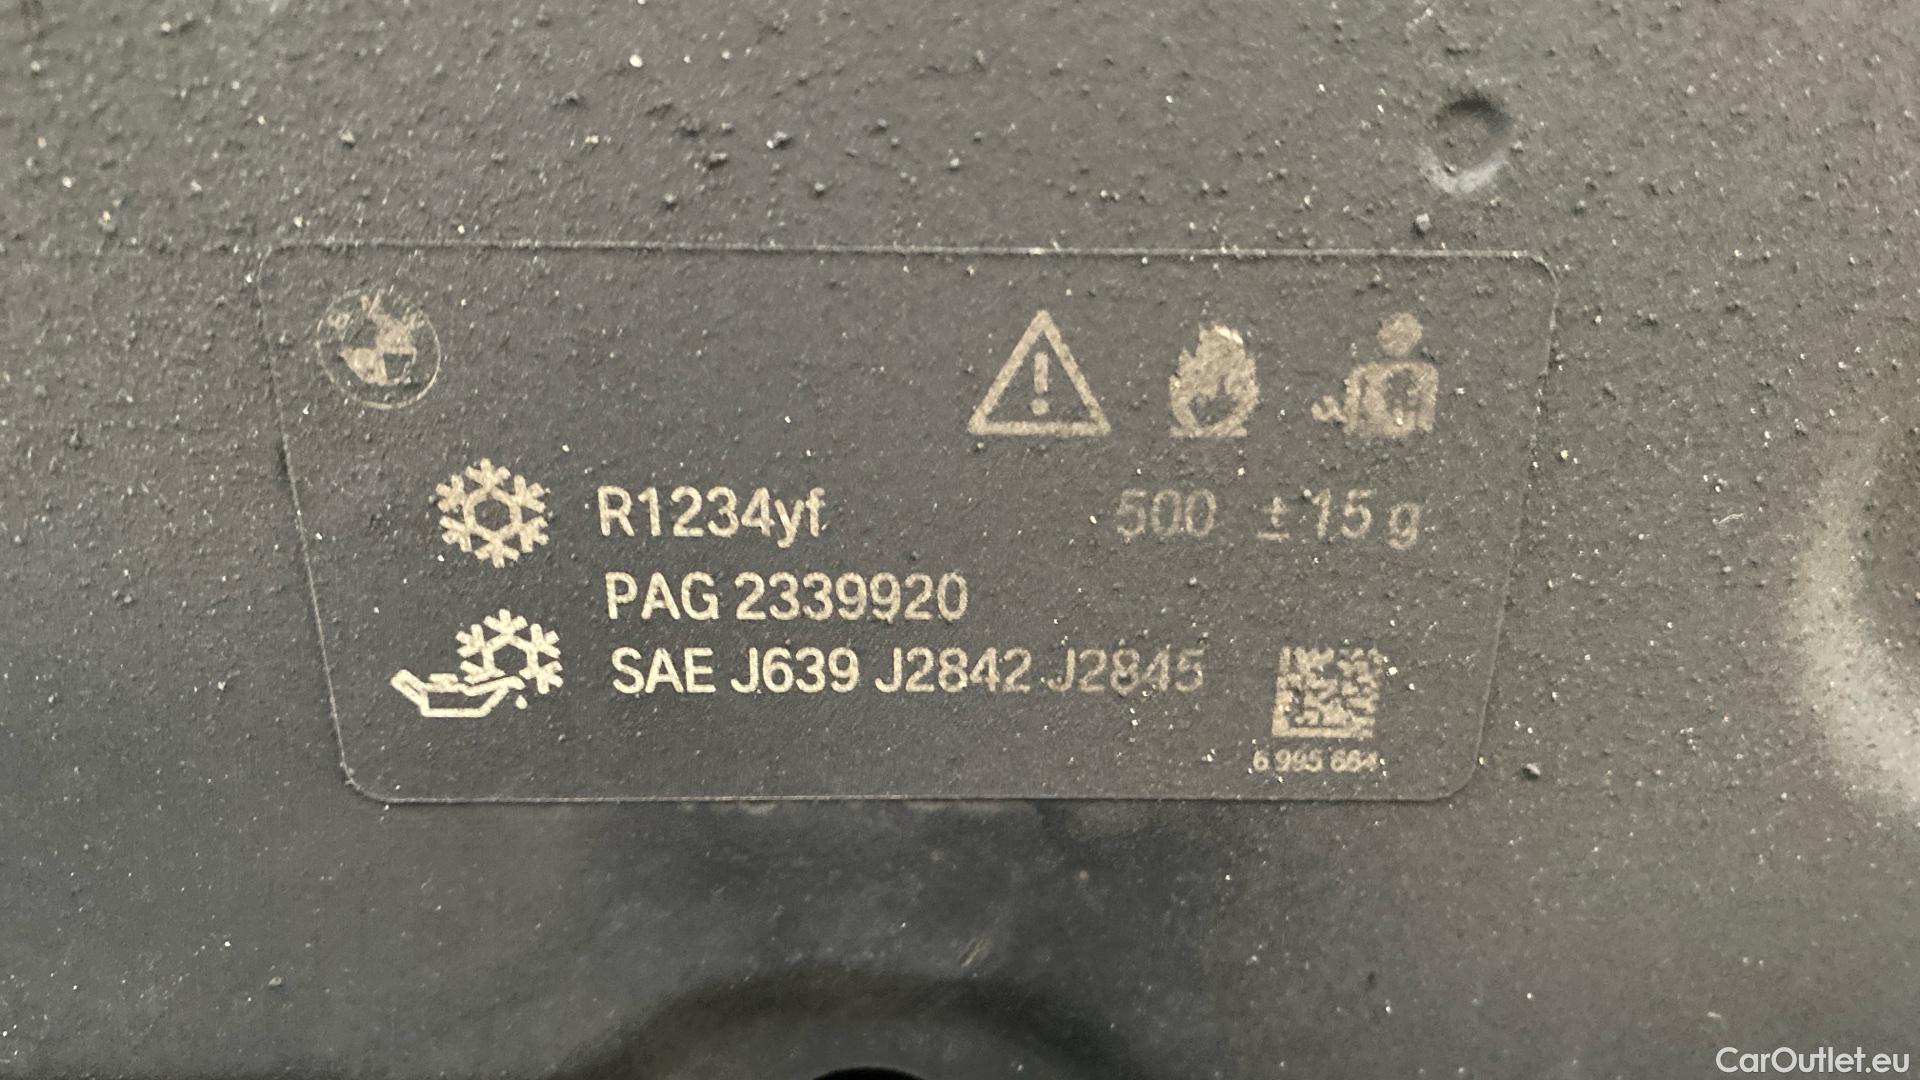 R1234yf 500 ± 15 g
PAG 2339920
SAE J639 J2842 J2845
6 995 664
CarOutlet.eu